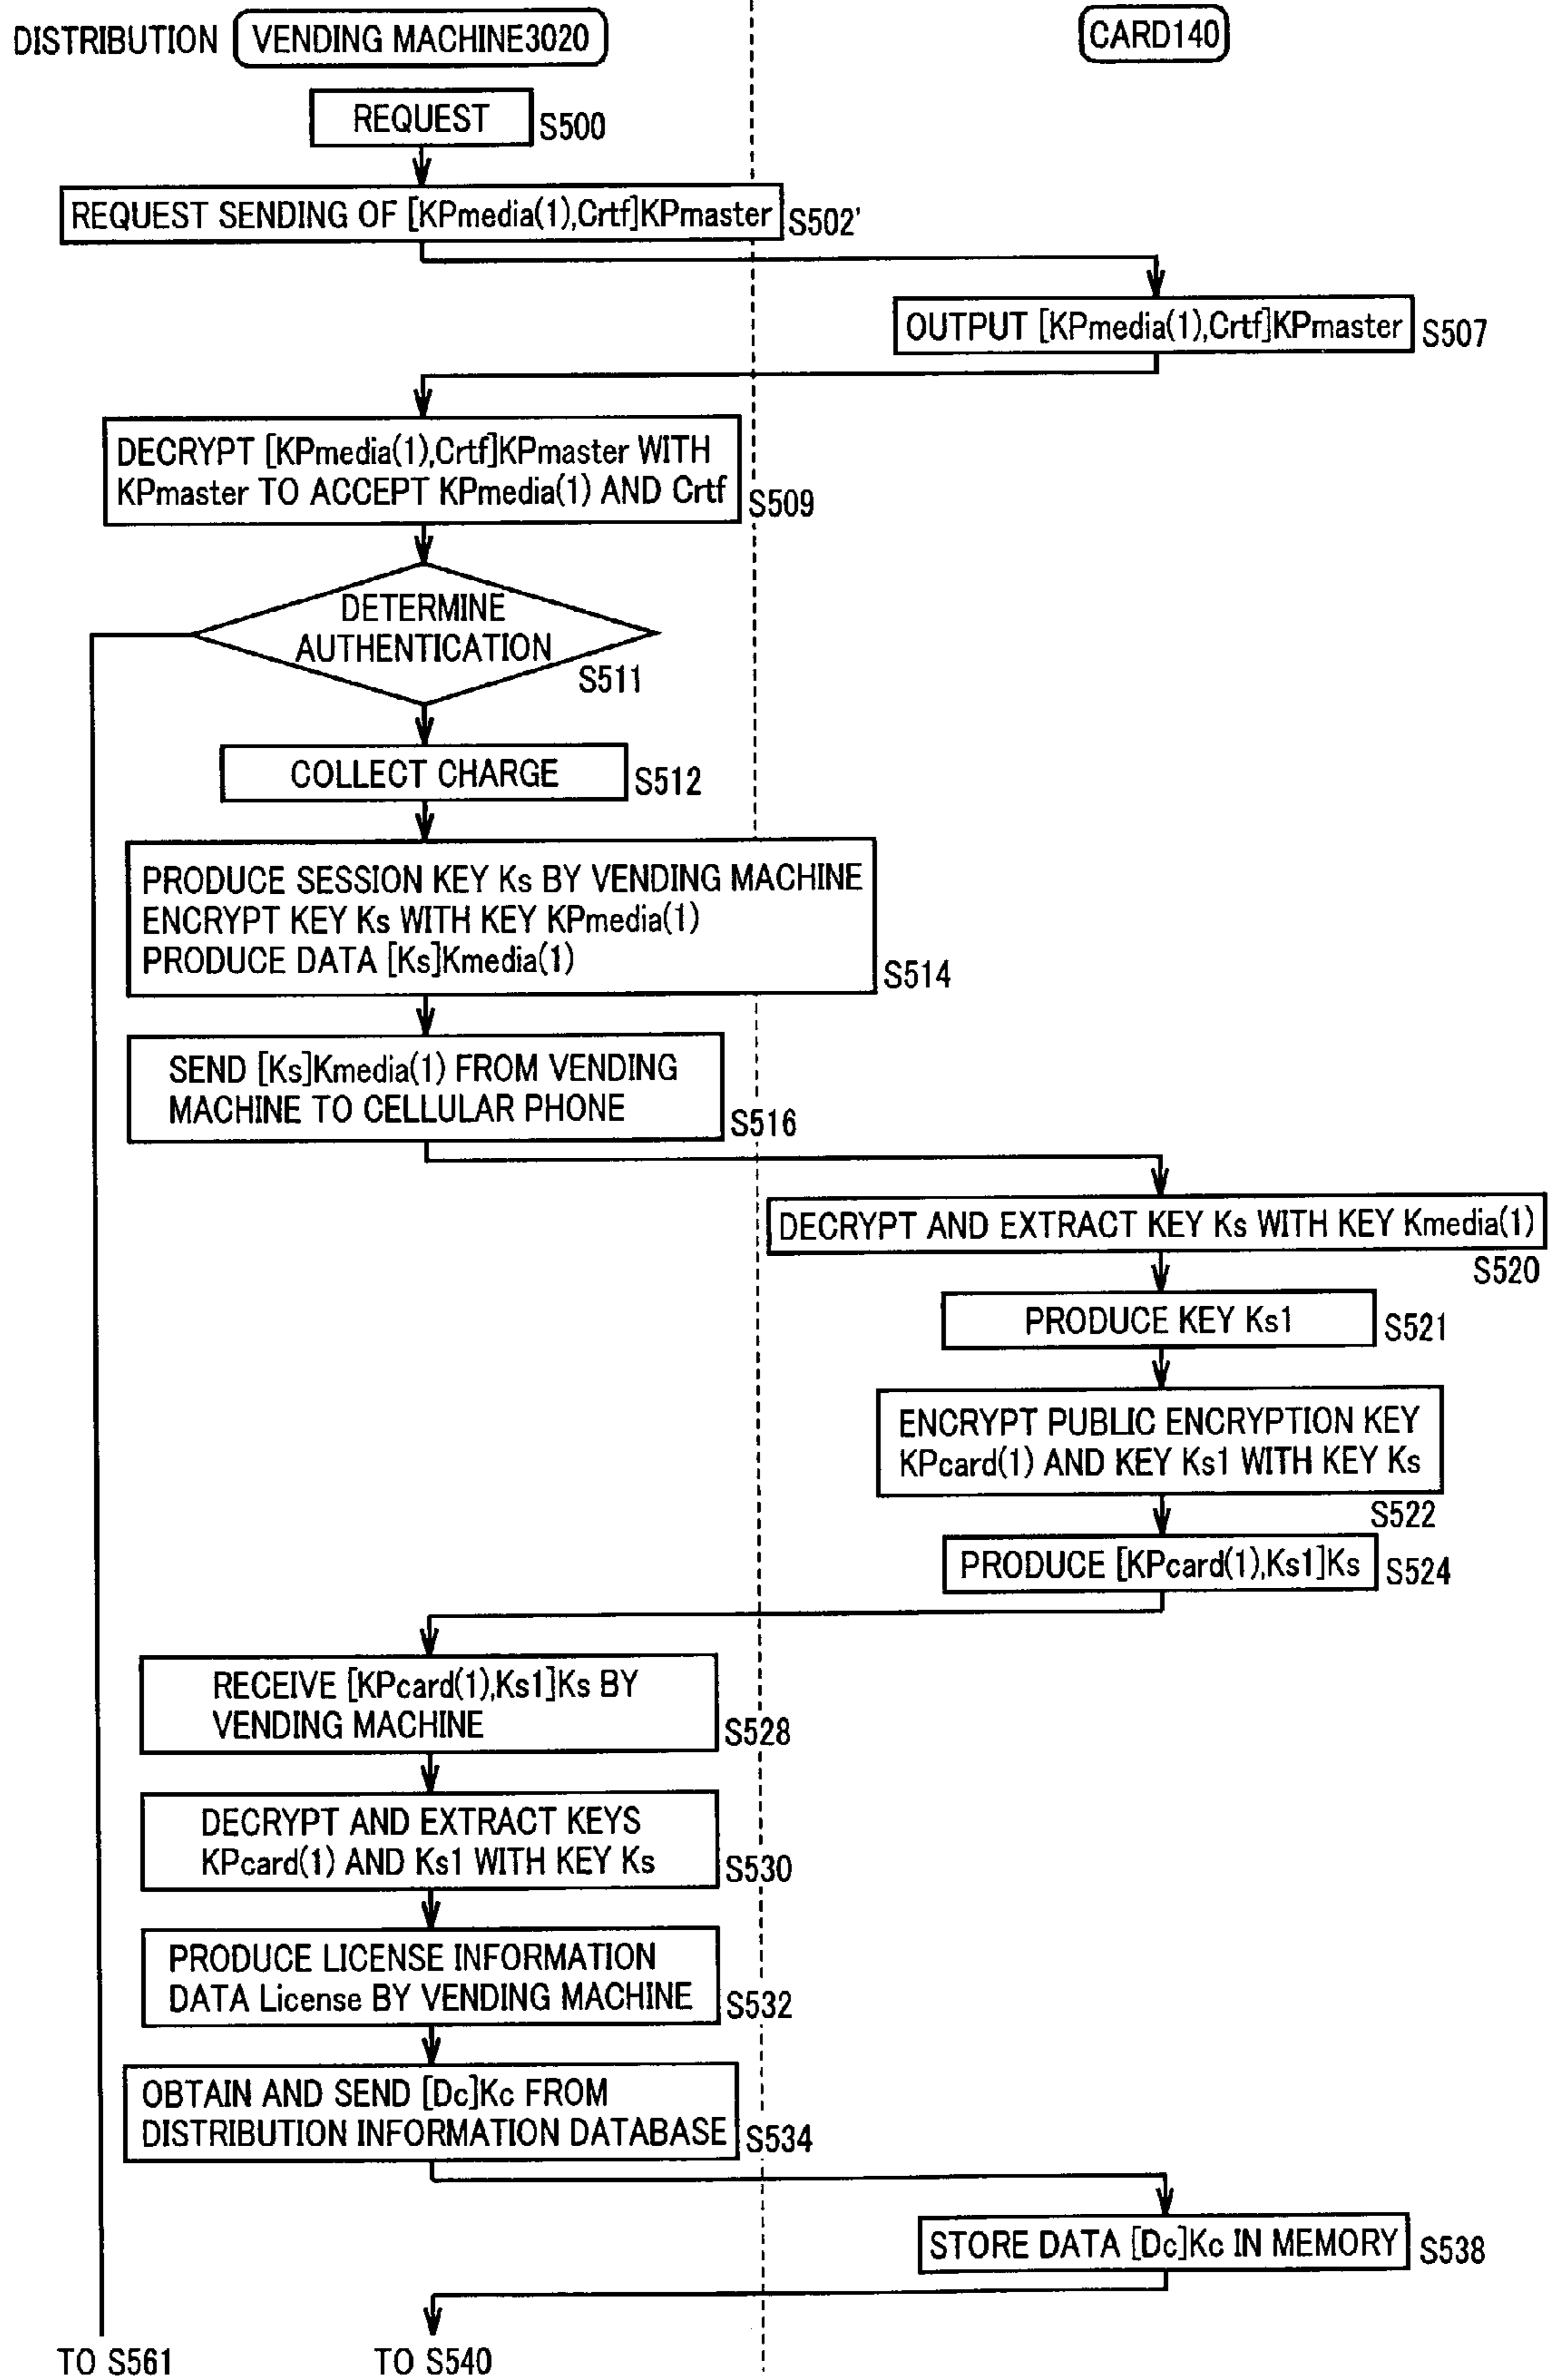 DISTRIBUTION
VENDING MACHINE3020
CARD140
REQUEST
S500
REQUEST SENDING OF [KPmedia(1),Crtf]KPmaster
S502'
OUTPUT [KPmedia(1),Crtf]KPmaster
S507
DECRYPT [KPmedia(1),Crtf]KPmaster WITH
KPmaster TO ACCEPT KPmedia(1) AND Crtf
S509
DETERMINE
AUTHENTICATION
S511
COLLECT CHARGE
S512
PRODUCE SESSION KEY Ks BY VENDING MACHINE
ENCRYPT KEY Ks WITH KEY KPmedia(1)
PRODUCE DATA [Ks]Kmedia(1)
S514
SEND [Ks]Kmedia(1) FROM VENDING
MACHINE TO CELLULAR PHONE
S516
DECRYPT AND EXTRACT KEY Ks WITH KEY Kmedia(1)
S520
PRODUCE KEY Ks1
S521
ENCRYPT PUBLIC ENCRYPTION KEY
KPcard(1) AND KEY Ks1 WITH KEY Ks
S522
PRODUCE [KPcard(1),Ks1]Ks
S524
RECEIVE [KPcard(1),Ks1]Ks BY
VENDING MACHINE
S528
DECRYPT AND EXTRACT KEYS
KPcard(1) AND Ks1 WITH KEY Ks
S530
PRODUCE LICENSE INFORMATION
DATA License BY VENDING MACHINE
S532
OBTAIN AND SEND [Dc]Kc FROM
DISTRIBUTION INFORMATION DATABASE
S534
STORE DATA [Dc]Kc IN MEMORY
S538
TO S561
TO S540